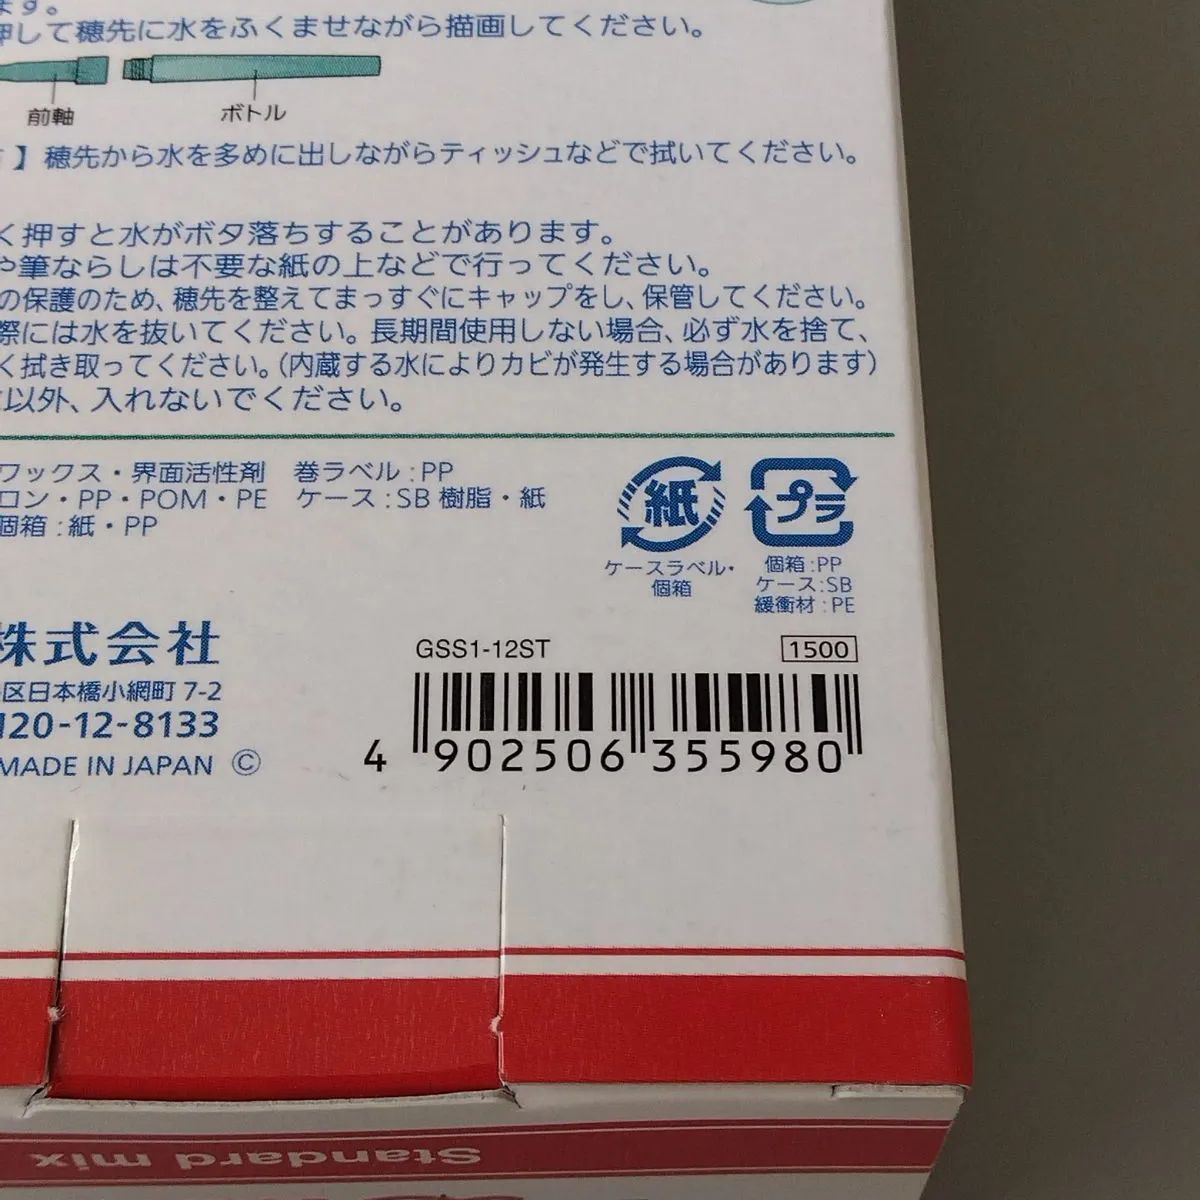 ます。
押して穂先に水をふくませながら描画してください。
前軸
ボトル
】穂先から水を多めに出しながらティッシュなどで拭いてください。
く押すと水がボタ落ちすることがあります。
や筆ならしは不要な紙の上などで行ってください。
の保護のため、穂先を整えてまっすぐにキャップをし、保管してください。
際には水を抜いてください。長期間使用しない場合、必ず水を捨て、
く拭き取ってください。(内蔵する水によりカビが発生する場合があります)
以外、入れないでください。
ワックス・界面活性剤 巻ラベル:PP
ロン・PP・POM・PE ケース:SB樹脂・紙
個箱:紙・PP
紙
プラ
ケースラベル・
個箱
個箱:PP
ケース:SB
緩衝材:PE
株式会社
区日本橋小網町 7-2
120-12-8133
MADE IN JAPAN ©
GSS1-12ST
1500
4 902506 355980
Standard mix